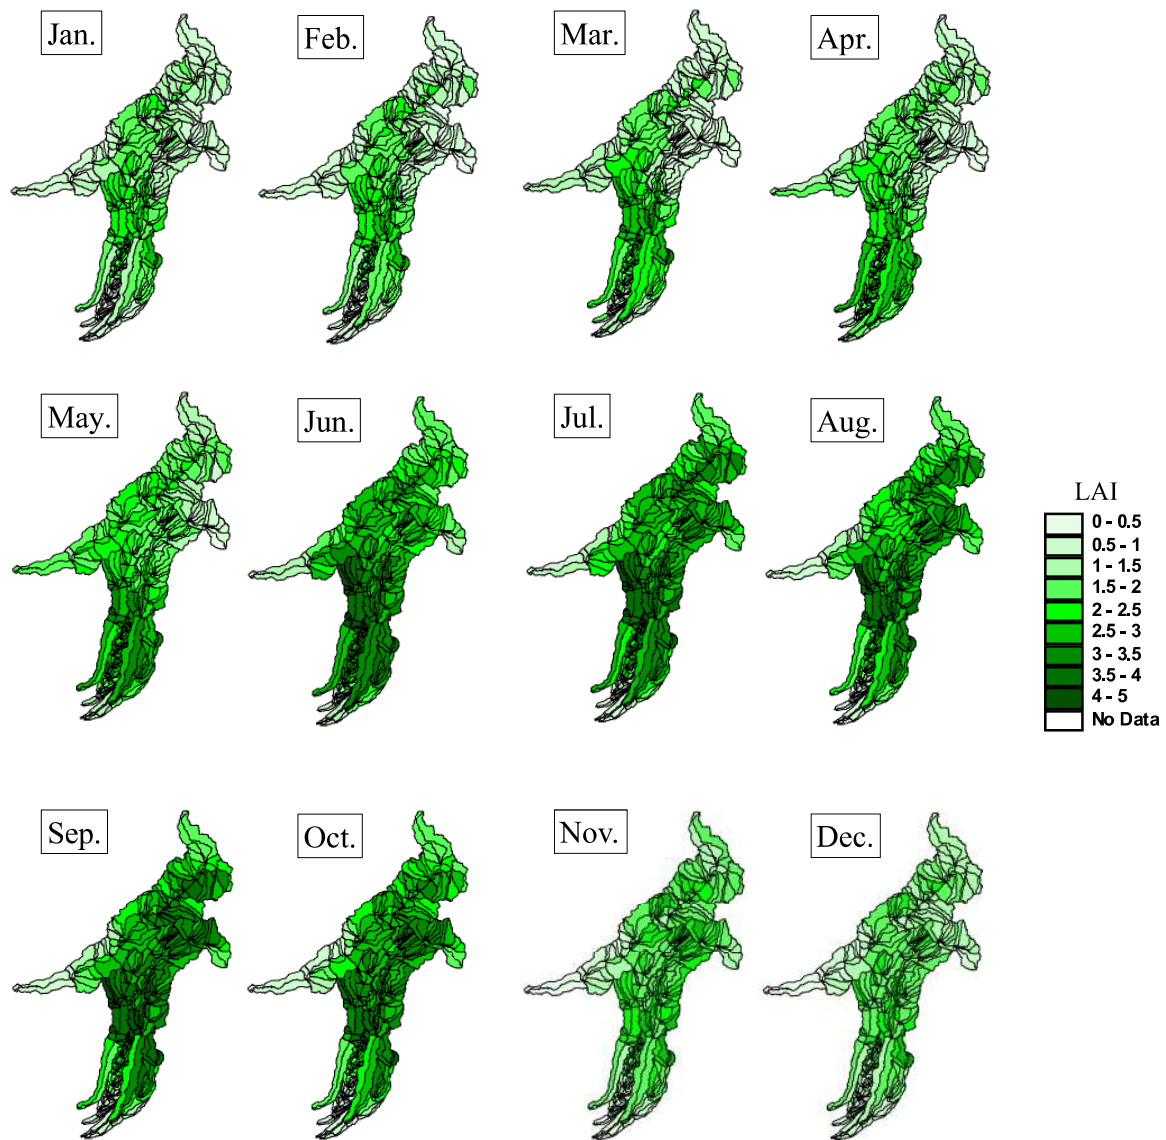 Jan.
Feb.
Mar.
Apr.
May.
Jun.
Jul.
Aug.
LAI
0 - 0.5
0.5 - 1
1 - 1.5
1.5 - 2
2 - 2.5
2.5 - 3
3 - 3.5
3.5 - 4
4 - 5
No Data
Sep.
Oct.
Nov.
Dec.